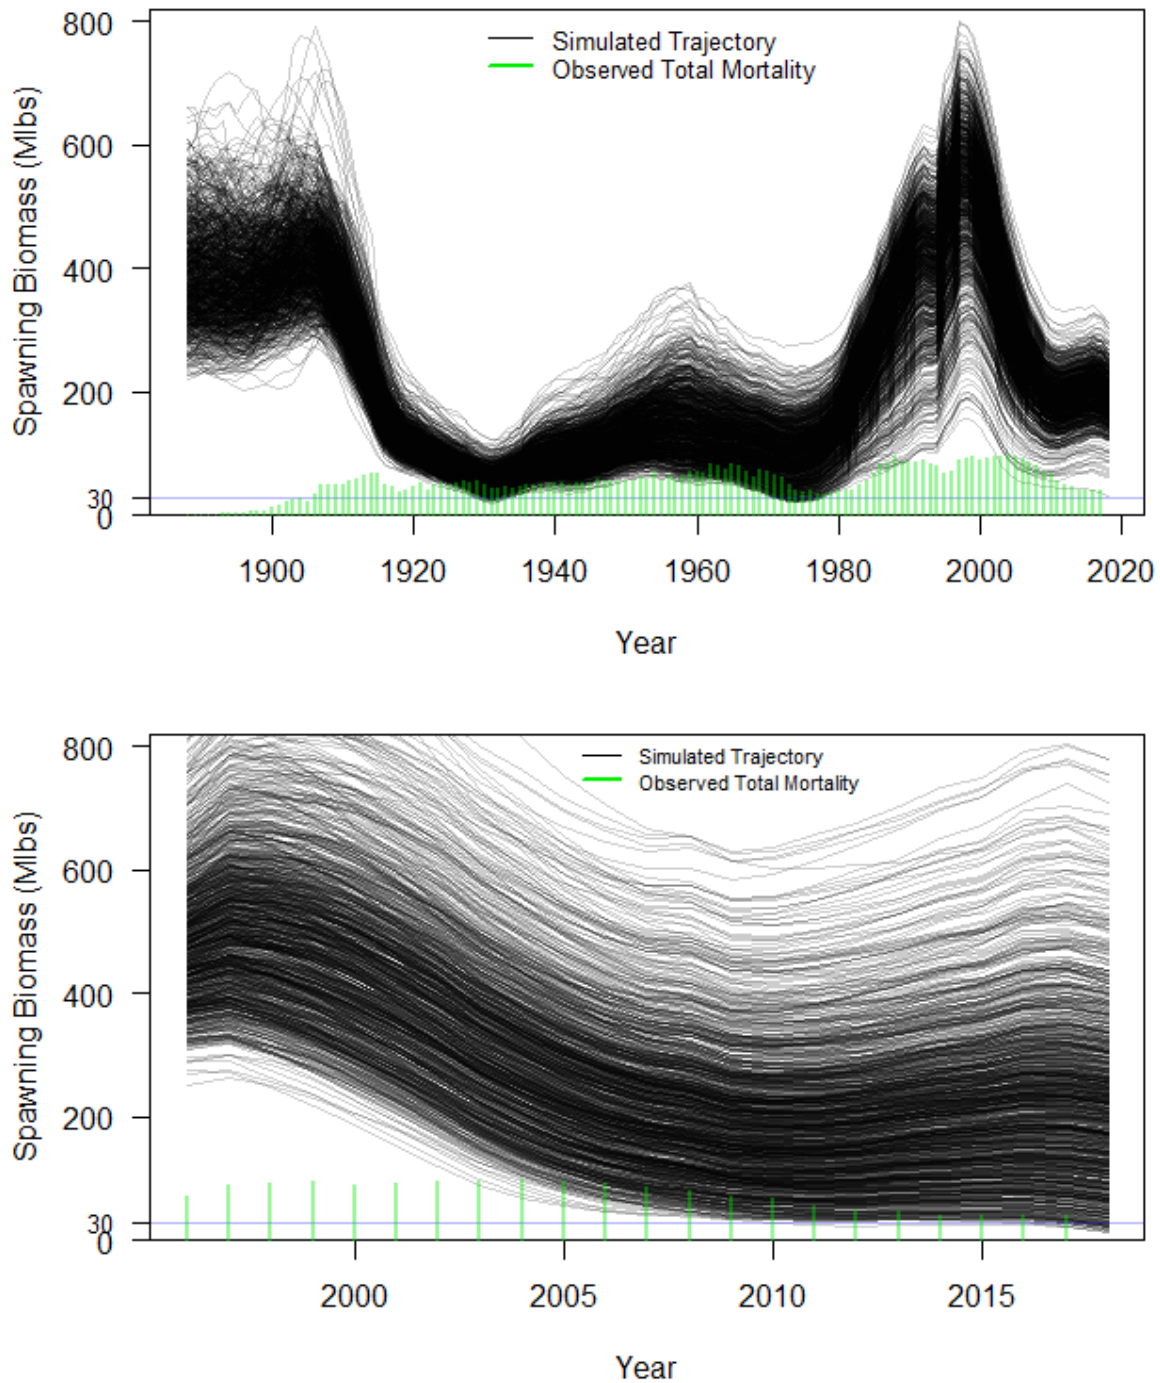 Spawning Biomass (Mlbs)
800
600
400
200
30
0
Simulated Trajectory
Observed Total Mortality
1900 1920 1940 1960 1980 2000 2020
Year
Spawning Biomass (Mlbs)
800
600
400
200
30
0
Simulated Trajectory
Observed Total Mortality
2000 2005 2010 2015
Year